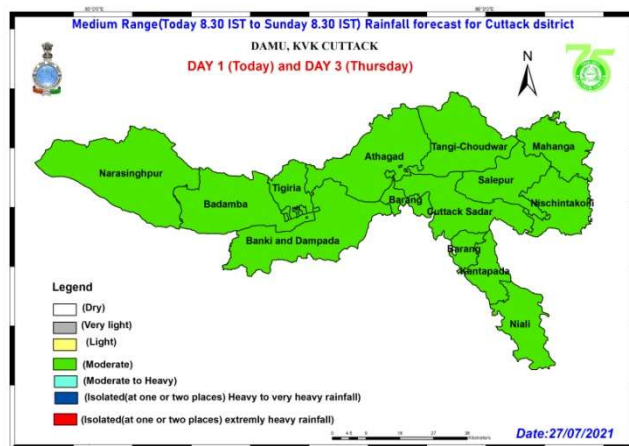 Medium Range(Today 8.30 IST to Sunday 8.30 IST) Rainfall forecast for Cuttack dsitrict
DAMU, KVK CUTTACK
DAY 1 (Today) and DAY 3 (Thursday)
N
75
Narasinghpur
Badamba
Tigiria
Athagad
Tangi-Choudwar
Mahanga
Salepur
Nischintakoili
Barang
Cuttack Sadar
Banki and Dampada
Barang
Kantapada
Niali
Legend
(Dry)
(Very light)
(Light)
(Moderate)
(Moderate to Heavy)
(Isolated(at one or two places) Heavy to very heavy rainfall)
(Isolated(at one or two places) extremly heavy rainfall)
Date:27/07/2021